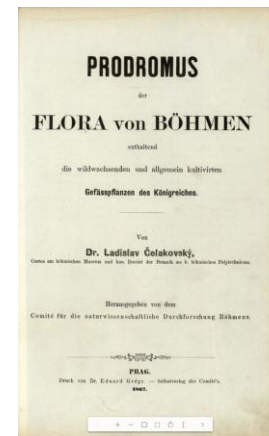 PRODROMUS
der
FLORA von BÖHMEN
enthaltend
die wildwachsenden und allgemein kultivirten
Gefässpflanzen des Königreiches.
Von
Dr. Ladislav Čelakovský,
Custos am böhmischen Museum und hon. Docent der Botanik am k. böhmischen Polytechnicum.
Herausgegeben von dem
Comité für die naturwissenschaftliche Durchforschung Böhmens.
PRAG.
Druck von Dr. Eduard Grégr. — Selbstverlag des Comité's.
1867.